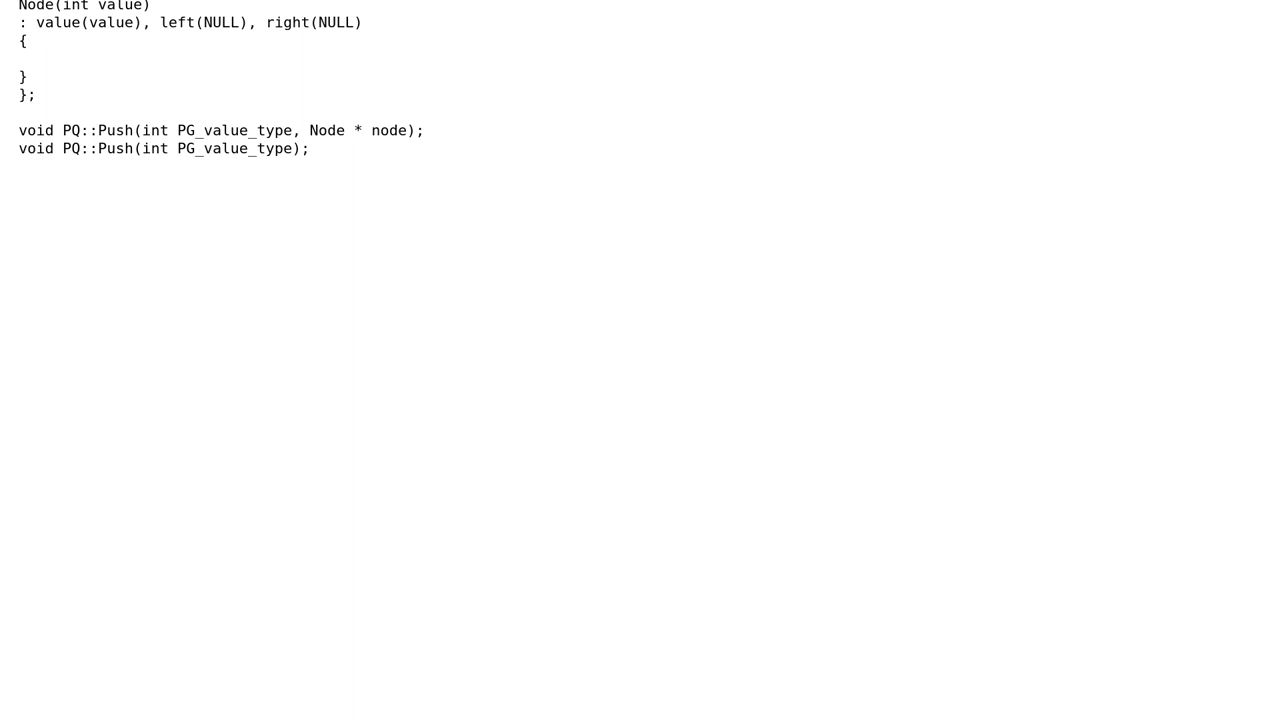 Node(int value)
: value(value), left(NULL), right(NULL)
{
}
};
void PQ::Push(int PG_value_type, Node * node);
void PQ::Push(int PG_value_type);